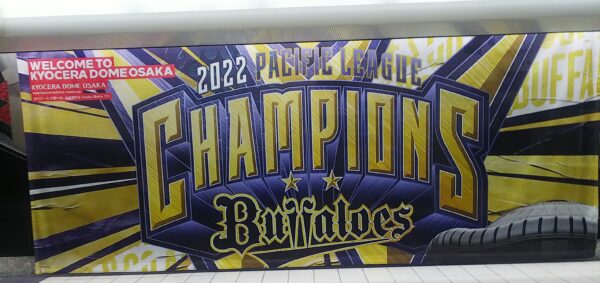 WELCOME TO
KYOCERA DOME OSAKA
KYOCERA DOME OSAKA
2022 PACIFIC LEAGUE
CHAMPIONS
Buffaloes
BUFFA